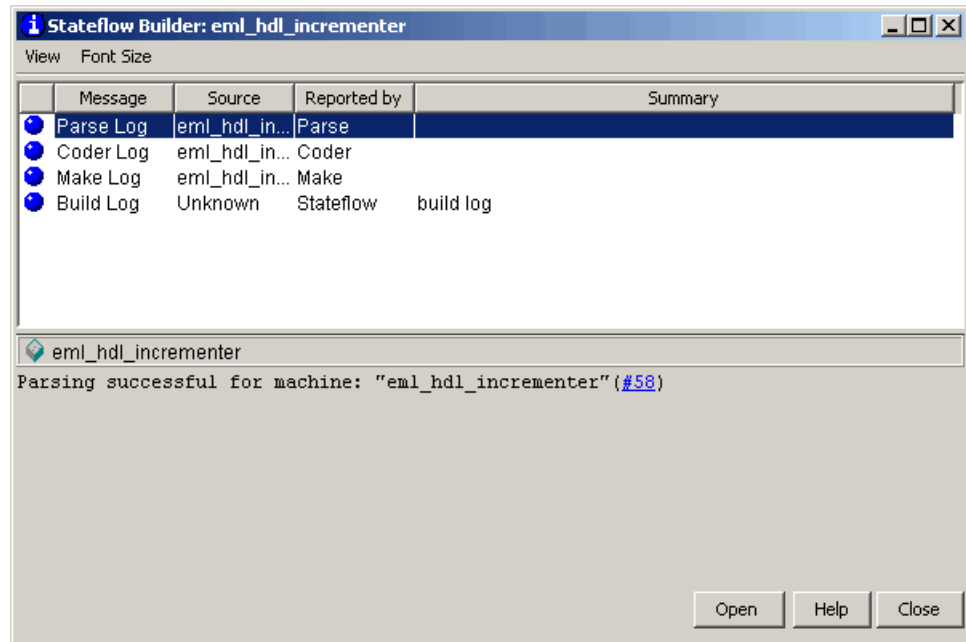 Stateflow Builder: eml_hdl_incrementer
View Font Size
Message Source Reported by Summary
Parse Log eml_hdl_in... Parse
Coder Log eml_hdl_in... Coder
Make Log eml_hdl_in... Make
Build Log Unknown Stateflow build log
eml_hdl_incrementer
Parsing successful for machine: "eml_hdl_incrementer"(#58)
Open Help Close